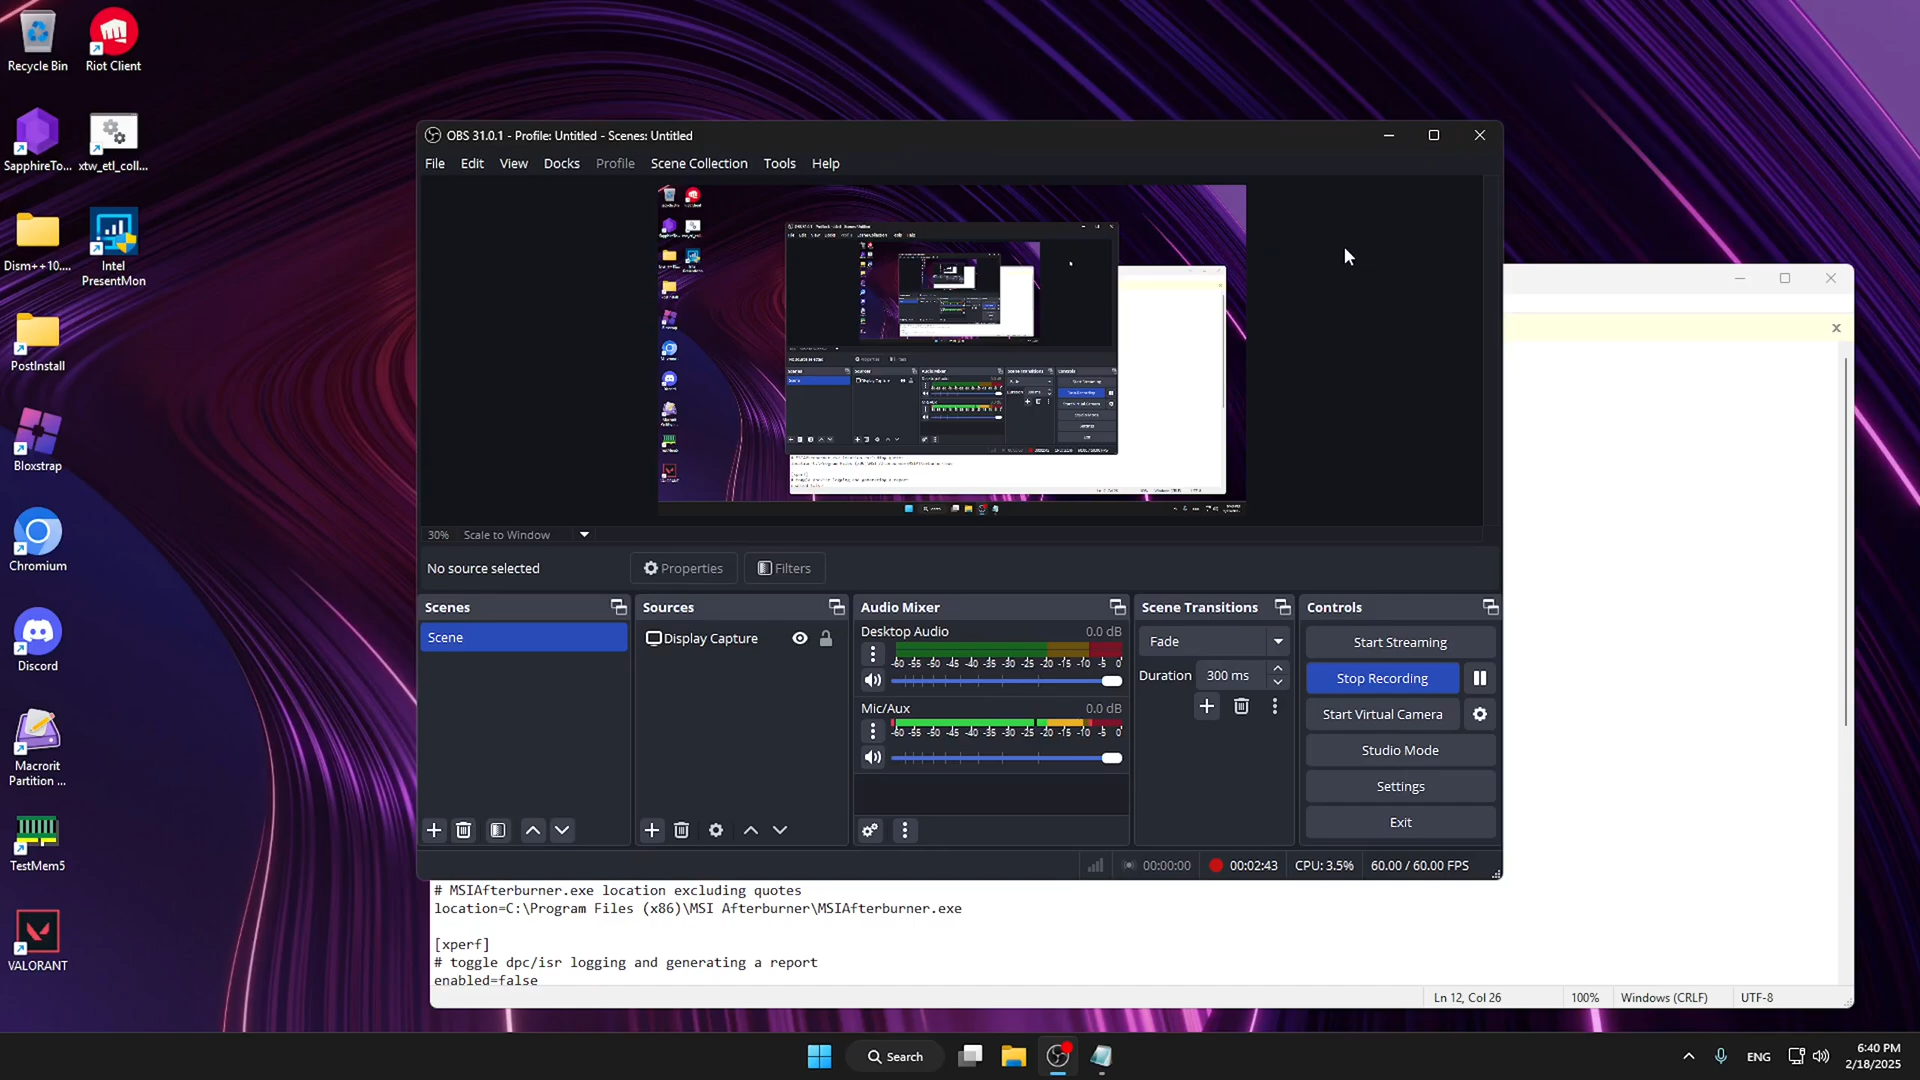 Recycle Bin
Riot Client
SapphireTo...
xtw_etl_coll...
Dism++10....
Intel
PresentMon
PostInstall
Bloxstrap
Chromium
Discord
Macrorit
Partition ...
TestMem5
VALORANT
OBS 31.0.1 - Profile: Untitled - Scenes: Untitled
File Edit View Docks Profile Scene Collection Tools Help
30% Scale to Window
No source selected
Properties
Filters
Scenes
Scene
Sources
Display Capture
Audio Mixer
Desktop Audio 0.0 dB
-60 -55 -50 -45 -40 -35 -30 -25 -20 -15 -10 -5 0
Mic/Aux 0.0 dB
-60 -55 -50 -45 -40 -35 -30 -25 -20 -15 -10 -5 0
Scene Transitions
Fade
Duration 300 ms
Controls
Start Streaming
Stop Recording
Start Virtual Camera
Studio Mode
Settings
Exit
00:00:00 00:02:43 CPU: 3.5% 60.00 / 60.00 FPS
# MSIAfterburner.exe location excluding quotes
location=C:\Program Files (x86)\MSI Afterburner\MSIAfterburner.exe
[xperf]
# toggle dpc/isr logging and generating a report
enabled=false
Ln 12, Col 26 100% Windows (CRLF) UTF-8
Search
ENG
6:40 PM
2/18/2025